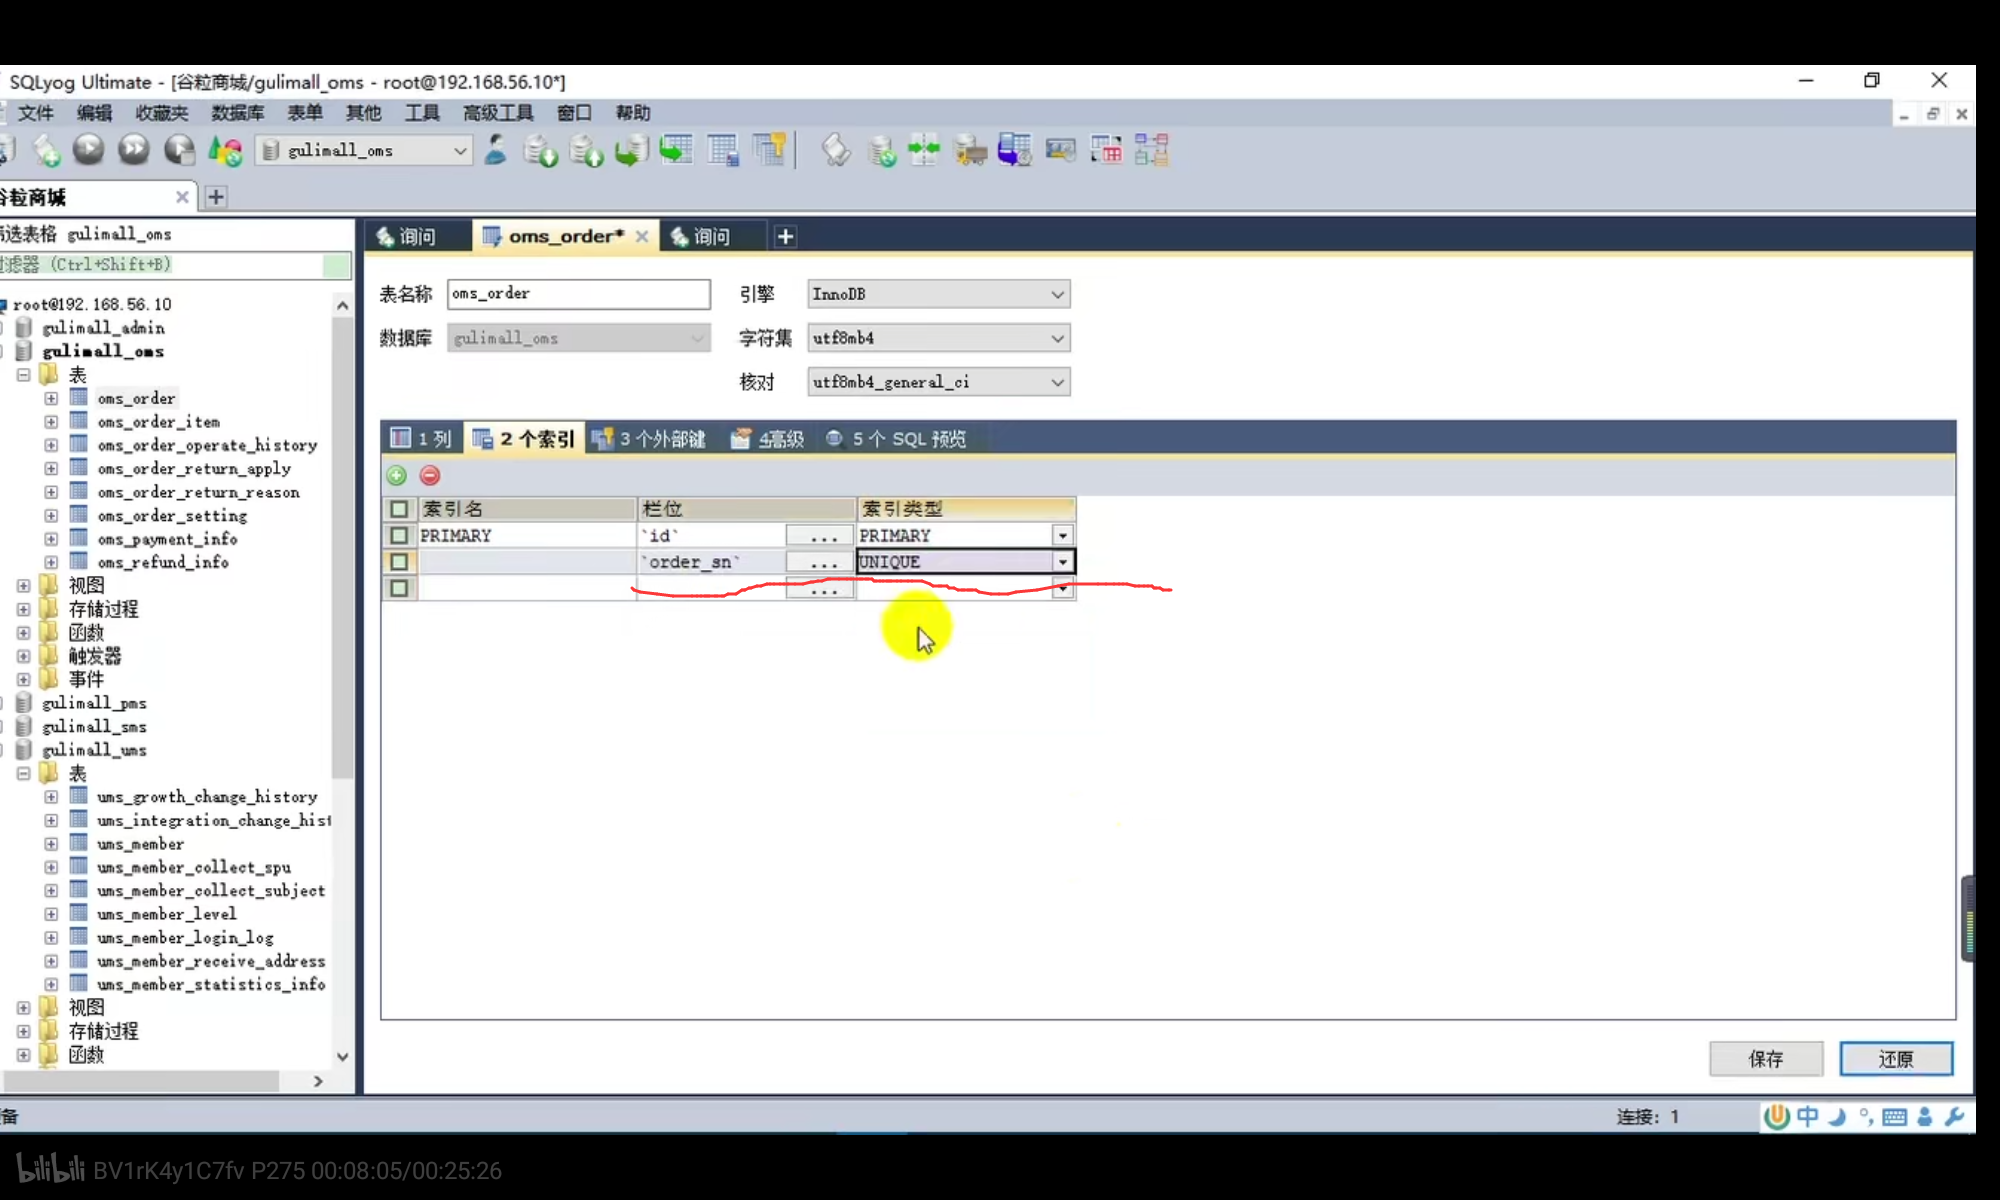 SQLyog Ultimate - [谷粒商城/gulimall_oms - root@192.168.56.10*]
文件 编辑 收藏夹 数据库 表单 其他 工具 高级工具 窗口 帮助
gulimall_oms
谷粒商城
筛选表格 gulimall_oms
过滤器 (Ctrl+Shift+B)
root@192.168.56.10
gulimall_admin
gulimall_oms
表
oms_order
oms_order_item
oms_order_operate_history
oms_order_return_apply
oms_order_return_reason
oms_order_setting
oms_payment_info
oms_refund_info
视图
存储过程
函数
触发器
事件
gulimall_pms
gulimall_sms
gulimall_ums
表
ums_growth_change_history
ums_integration_change_hist
ums_member
ums_member_collect_spu
ums_member_collect_subject
ums_member_level
ums_member_login_log
ums_member_receive_address
ums_member_statistics_info
视图
存储过程
函数
询问 oms_order* 询问
表名称 oms_order 引擎 InnoDB
数据库 gulimall_oms 字符集 utf8mb4
核对 utf8mb4_general_ci
1 列 2 个索引 3 个外部键 4高级 5 个 SQL 预览
索引名 栏位 索引类型
PRIMARY `id` ... PRIMARY
`order_sn` ... UNIQUE
...
保存 还原
备 连接: 1
中
bilibili BV1rK4y1C7fv P275 00:08:05/00:25:26